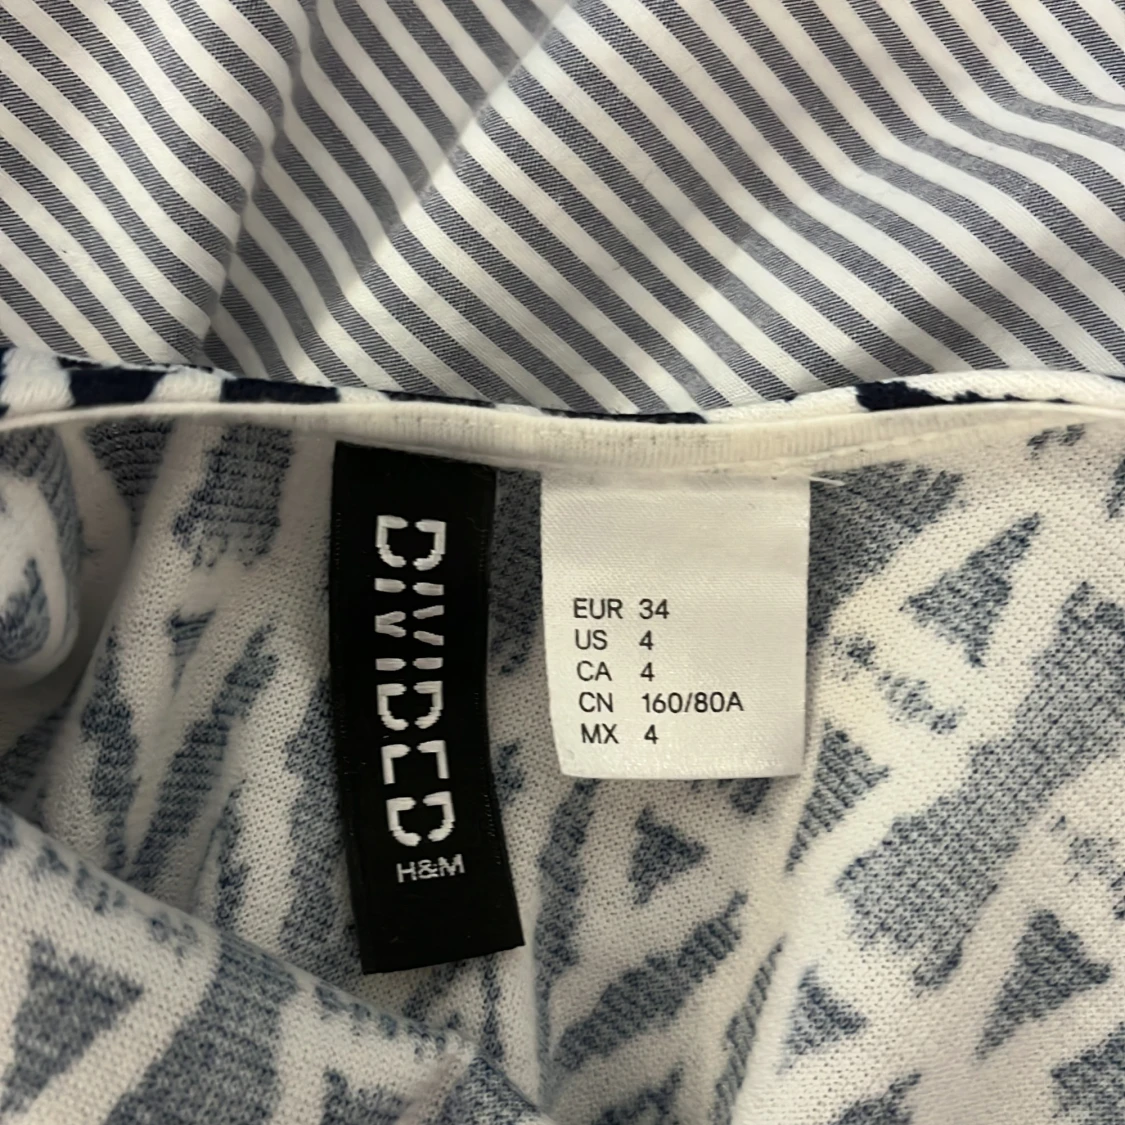 DIVIDED
H&M
EUR 34
US 4
CA 4
CN 160/80A
MX 4